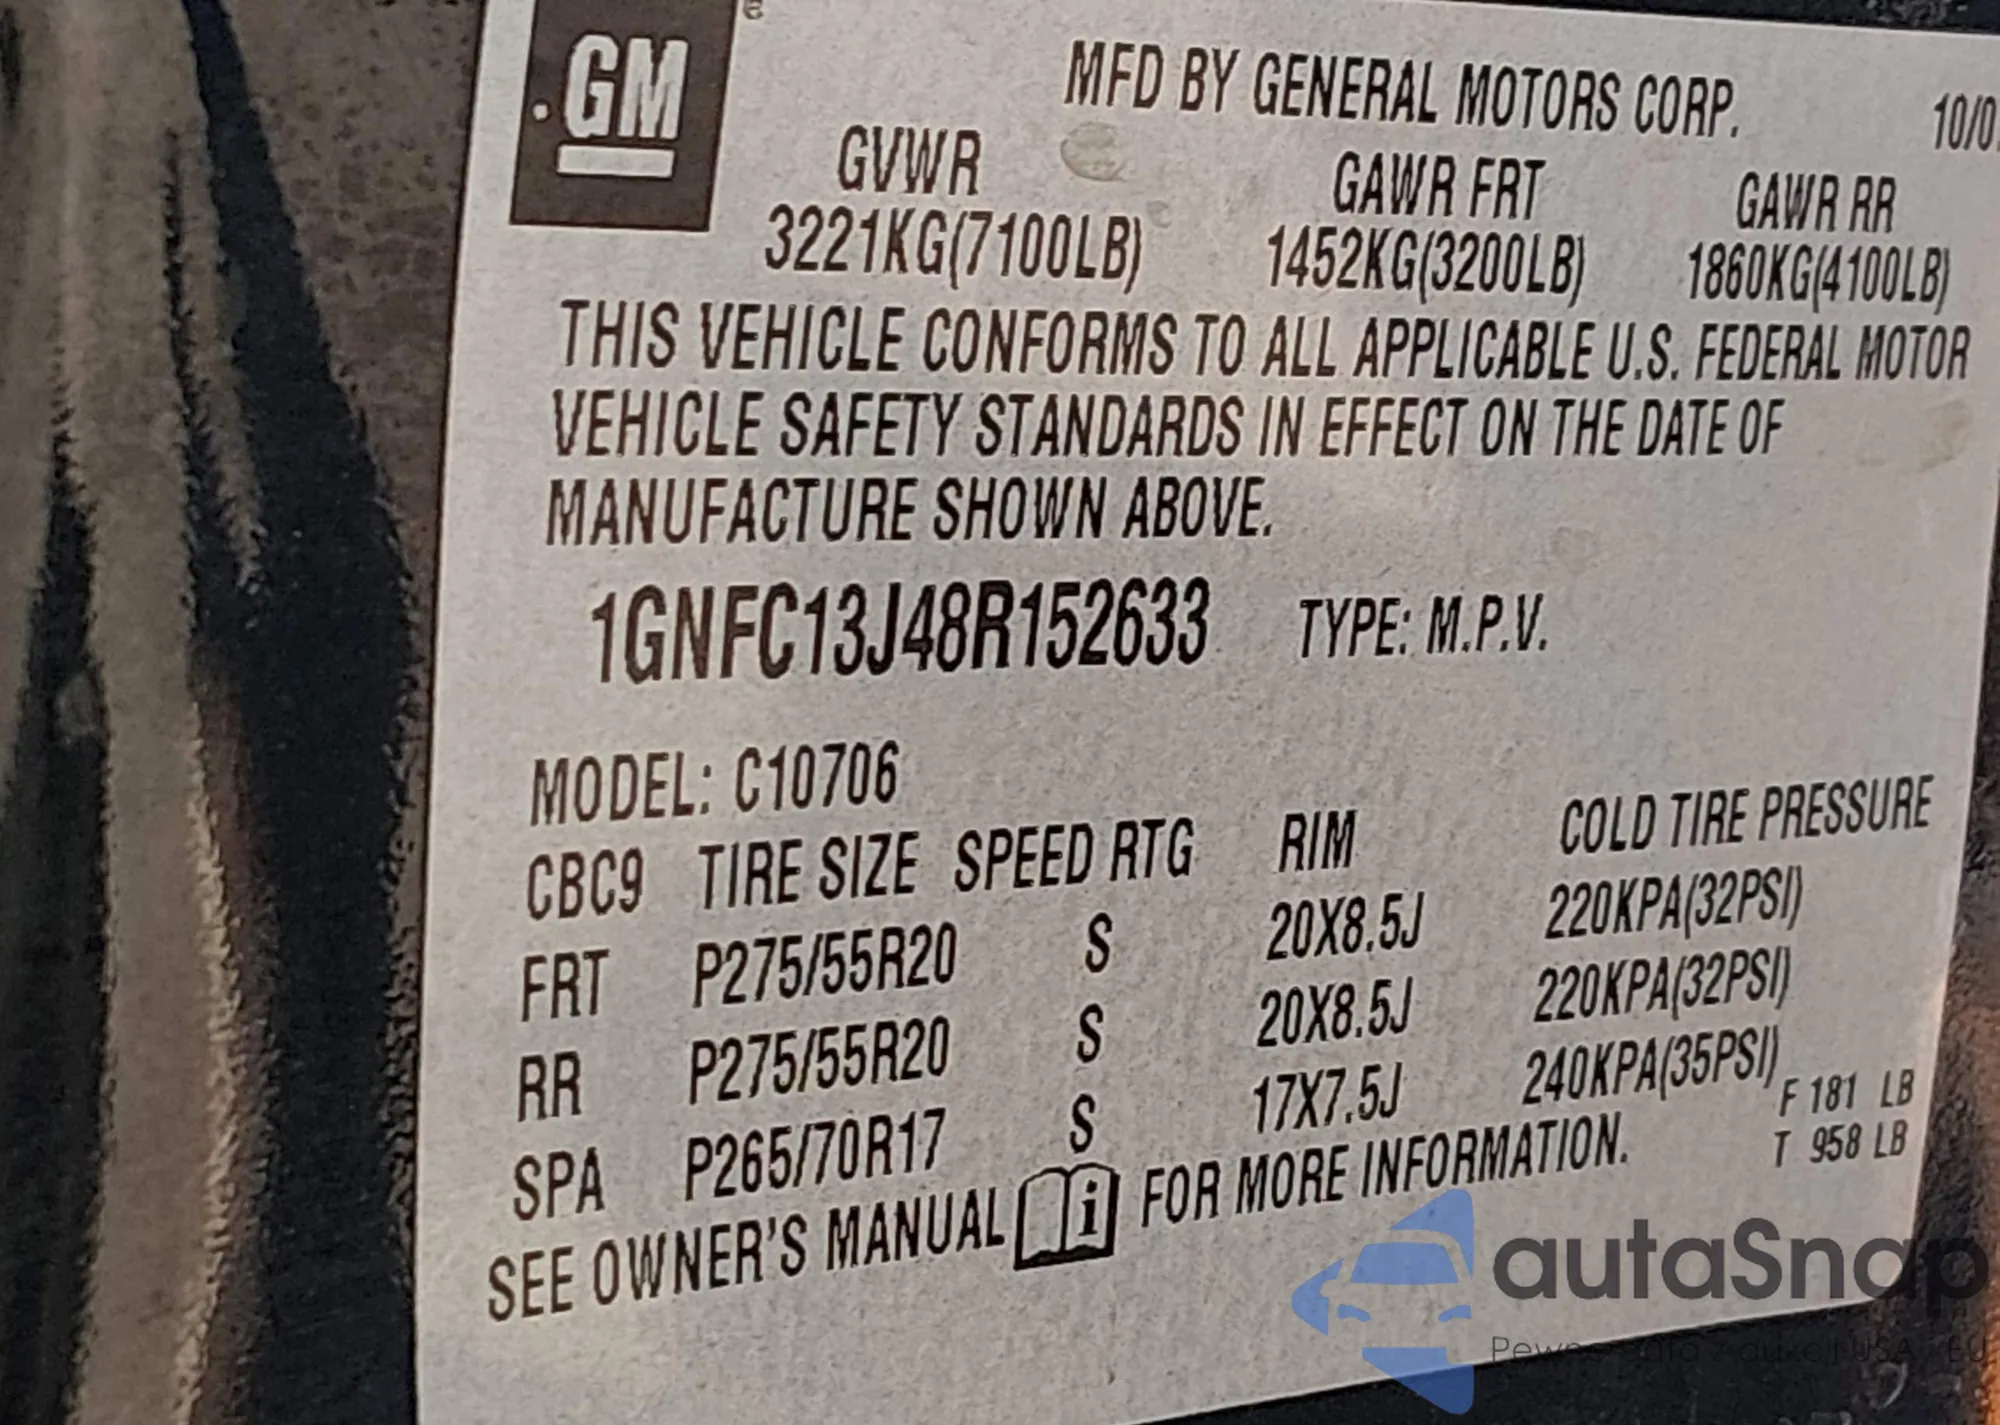 GM
MFD BY GENERAL MOTORS CORP. 10/0
GVWR GAWR FRT GAWR RR
3221KG(7100LB) 1452KG(3200LB) 1860KG(4100LB)
THIS VEHICLE CONFORMS TO ALL APPLICABLE U.S. FEDERAL MOTOR
VEHICLE SAFETY STANDARDS IN EFFECT ON THE DATE OF
MANUFACTURE SHOWN ABOVE.
1GNFC13J48R152633 TYPE: M.P.V.
MODEL: C10706
CBC9 TIRE SIZE SPEED RTG RIM COLD TIRE PRESSURE
FRT P275/55R20 S 20X8.5J 220KPA(32PSI)
RR P275/55R20 S 20X8.5J 220KPA(32PSI)
SPA P265/70R17 S 17X7.5J 240KPA(35PSI)
F 181 LB
T 958 LB
SEE OWNER'S MANUAL i FOR MORE INFORMATION.
autaSnap